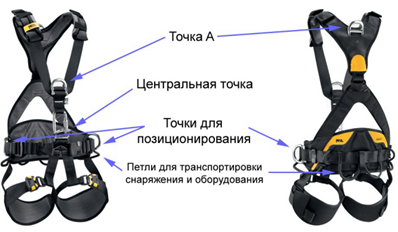 Точка А
Центральная точка
Точки для
позиционирования
Петли для транспортировки
снаряжения и оборудования